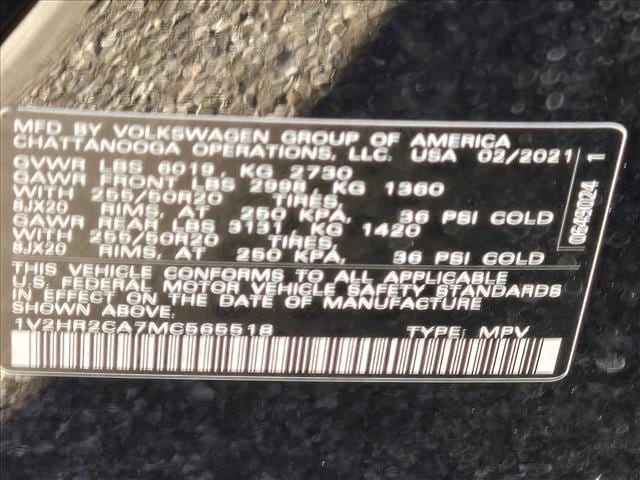 MFD BY VOLKSWAGEN GROUP OF AMERICA
CHATTANOOGA OPERATIONS, LLC. USA 02/2021
GVWR LBS 6019, KG 2730
GAWR FRONT LBS 2998, KG 1360
WITH 255/50R20 TIRES,
8JX20 RIMS, AT 250 KPA, 36 PSI COLD
GAWR REAR LBS 3131, KG 1420
WITH 255/50R20 TIRES,
8JX20 RIMS, AT 250 KPA, 36 PSI COLD
THIS VEHICLE CONFORMS TO ALL APPLICABLE
U.S. FEDERAL MOTOR VEHICLE SAFETY STANDARDS
IN EFFECT ON THE DATE OF MANUFACTURE
SHOWN ABOVE
1V2HR2CA7MC565518 TYPE: MPV
0649024 1